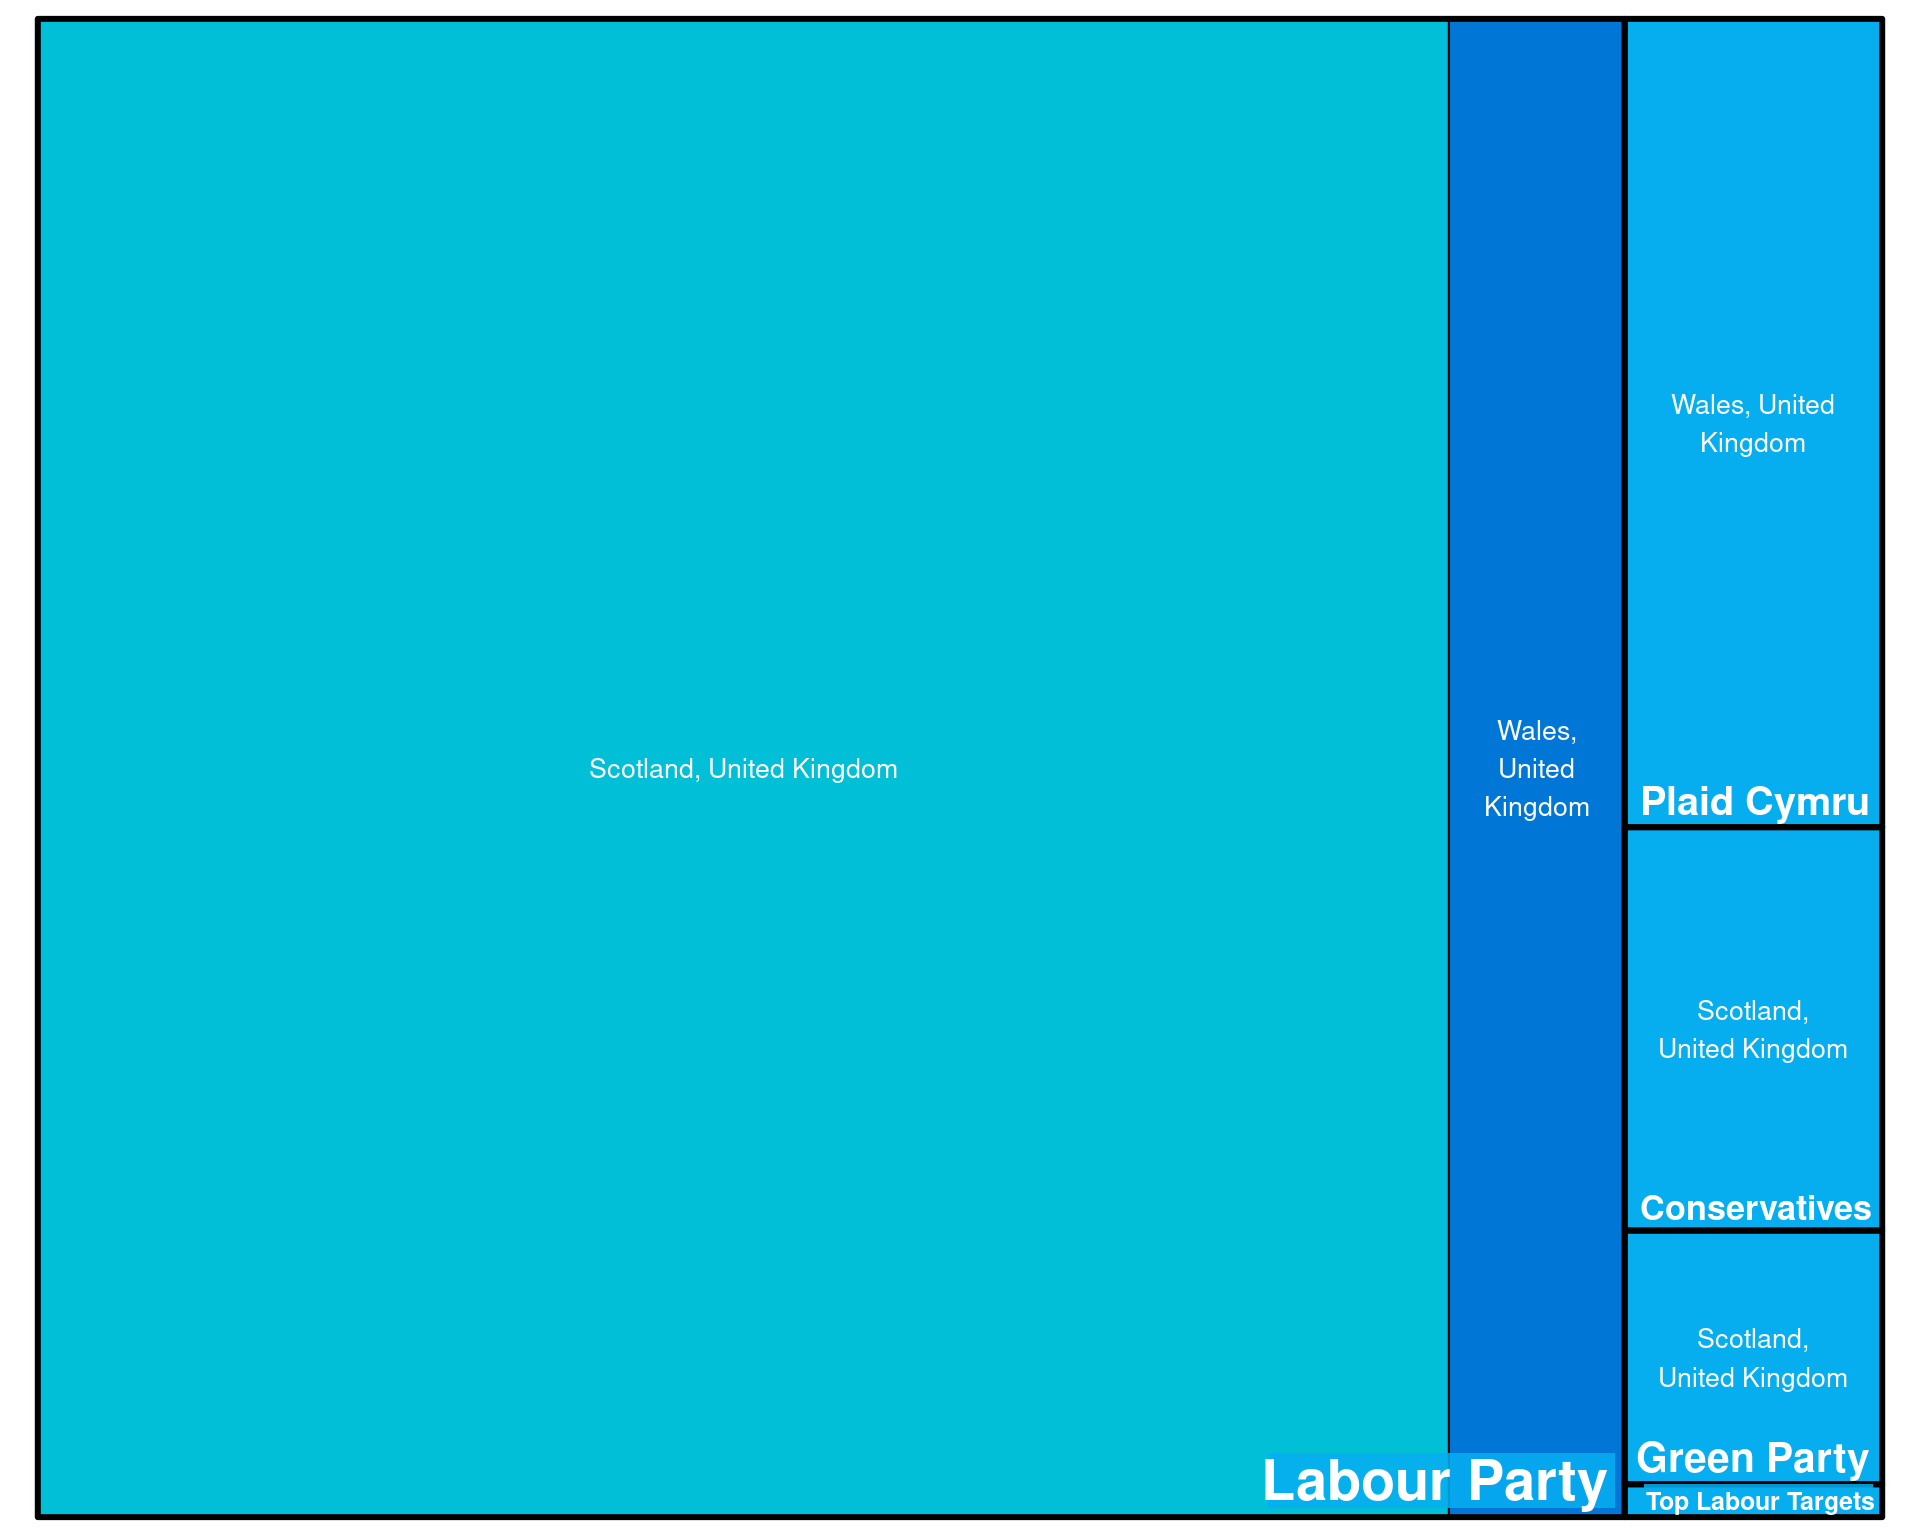 Scotland, United Kingdom
Wales,
United
Kingdom
Labour Party
Wales, United
Kingdom
Plaid Cymru
Scotland,
United Kingdom
Conservatives
Scotland,
United Kingdom
Green Party
Top Labour Targets